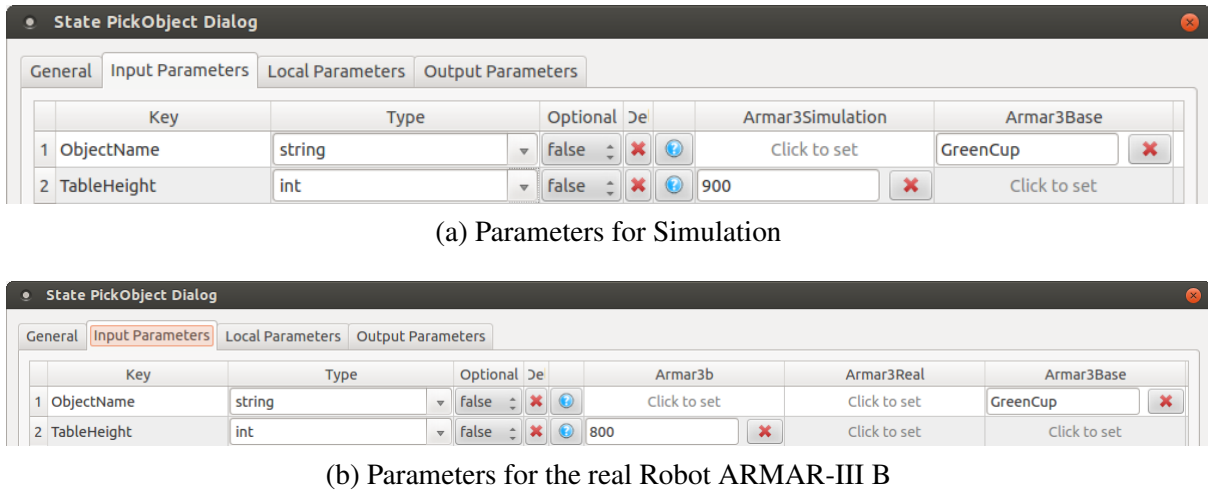 State PickObject Dialog
General Input Parameters Local Parameters Output Parameters
Key Type Optional Del Armar3Simulation Armar3Base
1 ObjectName string false Click to set GreenCup
2 TableHeight int false 900 Click to set
(a) Parameters for Simulation
State PickObject Dialog
General Input Parameters Local Parameters Output Parameters
Key Type Optional De Armar3b Armar3Real Armar3Base
1 ObjectName string false Click to set Click to set GreenCup
2 TableHeight int false 800 Click to set Click to set
(b) Parameters for the real Robot ARMAR-III B